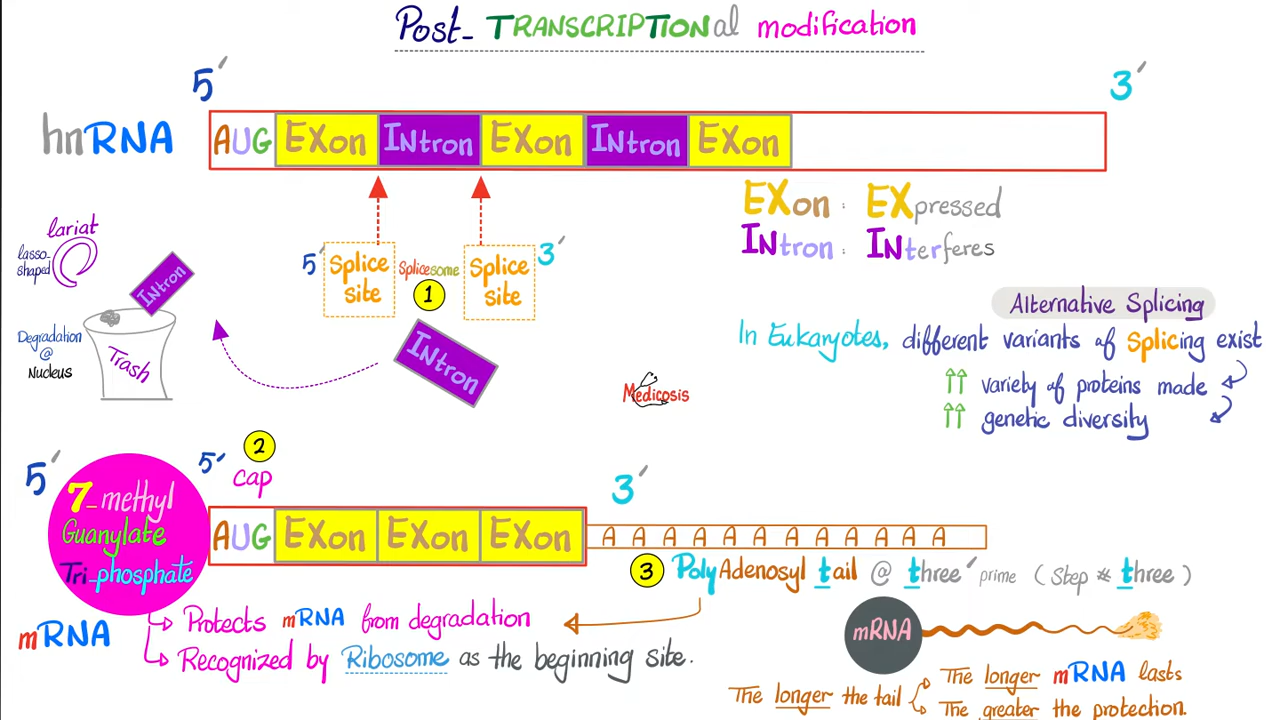 Post-TRANSCRIPTIONal modification
5′
3′
hnRNA
AUG EXon INtron EXon INtron EXon
EXon : EXpressed
INtron : INterferes
lariat
lasso-
shaped
INtron
5′ Splice site
Splicesome
1
Splice site 3′
Alternative Splicing
In Eukaryotes, different variants of Splicing exist
↑↑ variety of proteins made
↑↑ genetic diversity
Degradation
@
Nucleus
Trash
INtron
Medicosis
2
5′ 5′ cap
3′
7-methyl
Guanylate
Tri-phosphate
AUG EXon EXon EXon A A A A A A A A A A A A
3 Poly Adenosyl tail @ three′ prime (Step # three)
mRNA
Protects mRNA from degradation
Recognized by Ribosome as the beginning site.
mRNA
The longer the tail
The longer mRNA lasts
The greater the protection.